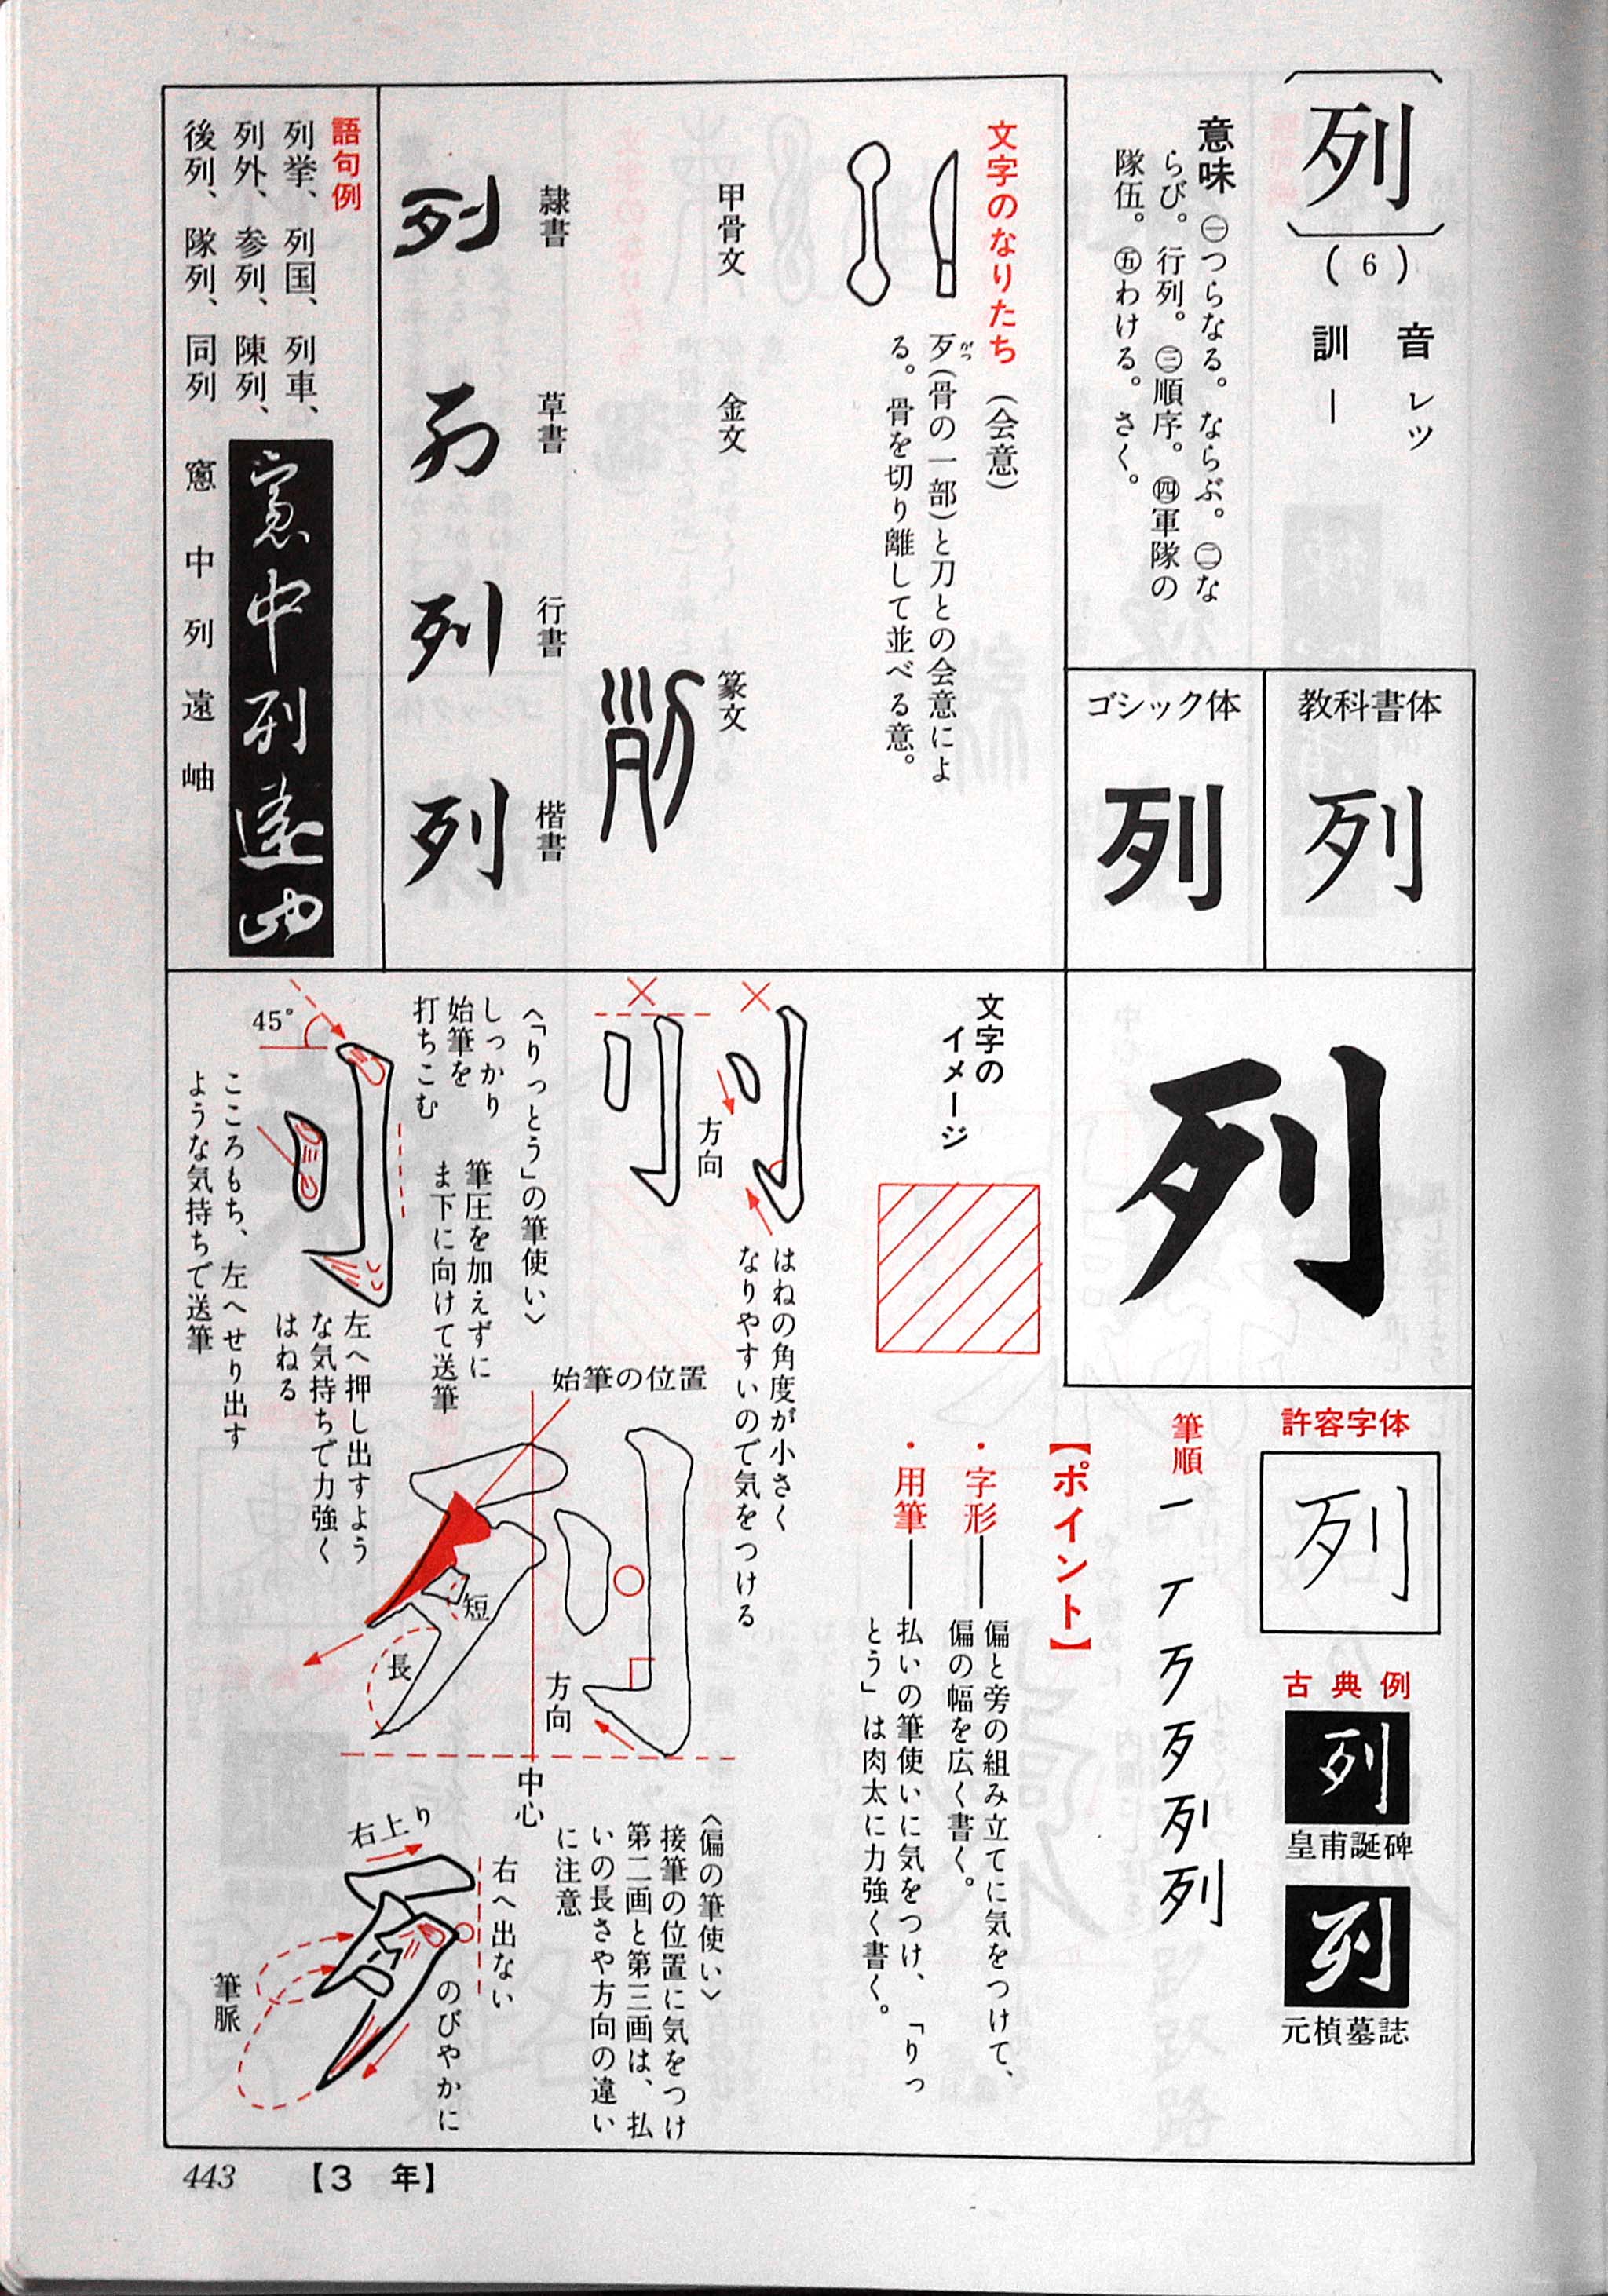 列
(6)
音 レツ
訓 ―
意味 ㊀つらなる。ならぶ。㊁な
らび。行列。㊂順序。㊃軍隊の
隊伍。㊄わける。さく。
教科書体
列
ゴシック体
列
文字のなりたち（会意）
歹(骨の一部)と刀との会意によ
かつ
る。骨を切り離して並べる意。
甲骨文
金文
篆文
隷書
列
草書
列
行書
列
楷書
列
語句例
列挙、列国、列車、
列外、参列、陳列、
後列、隊列、同列
窓中列遠岫
窓中列遠岫
列
許容字体
列
古典例
列
皇甫誕碑
列
元楨墓誌
筆順
列
【ポイント】
・字形―偏と旁の組み立てに気をつけて、
偏の幅を広く書く。
・用筆―払いの筆使いに気をつけ、「りっ
とう」は肉太に力強く書く。
文字の
イメージ
方向
はねの角度が小さく
なりやすいので気をつける
〈「りっとう」の筆使い〉
しっかり
始筆を
打ちこむ
筆圧を加えずに
ま下に向けて送筆
45°
左へ押し出すよう
な気持ちで力強く
はねる
こころもち、左へせり出す
ような気持ちで送筆
始筆の位置
短
長
方向
中心
〈偏の筆使い〉
接筆の位置に気をつけ
第二画と第三画は、払
いの長さや方向の違い
に注意
右上り
右へ出ない
のびやかに
筆脈
443
【3 年】